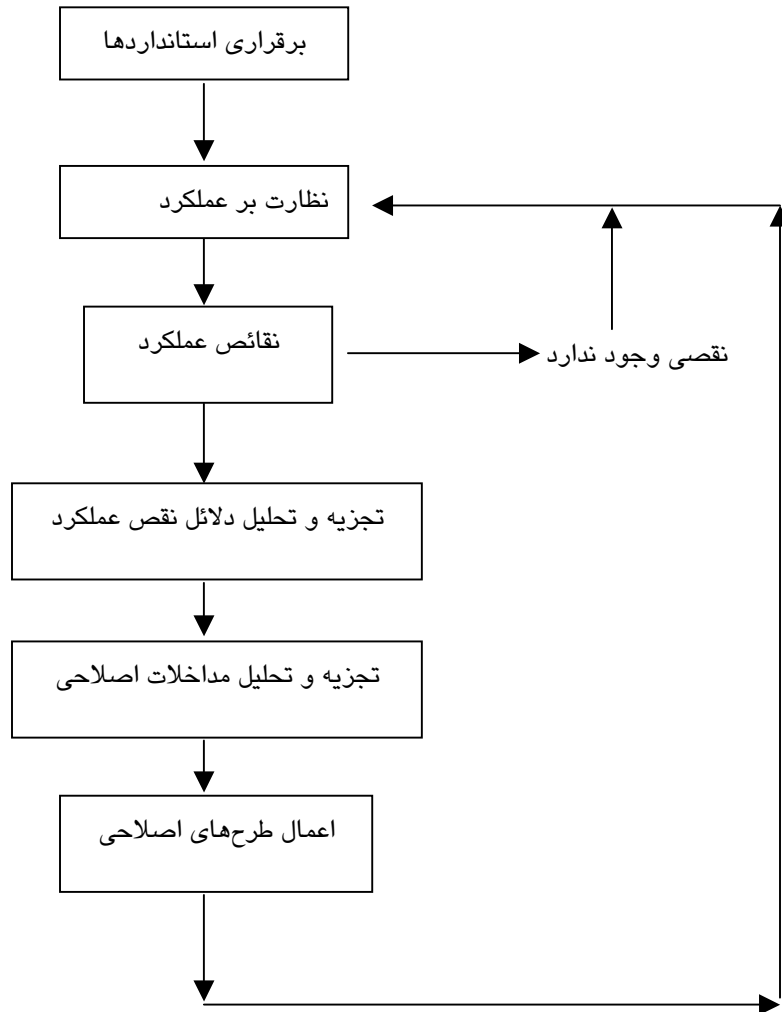 برقراری استانداردها
نظارت بر عملکرد
نقائص عملکرد
نقصی وجود ندارد
تجزیه و تحلیل دلائل نقص عملکرد
تجزیه و تحلیل مداخلات اصلاحی
اعمال طرح‌های اصلاحی